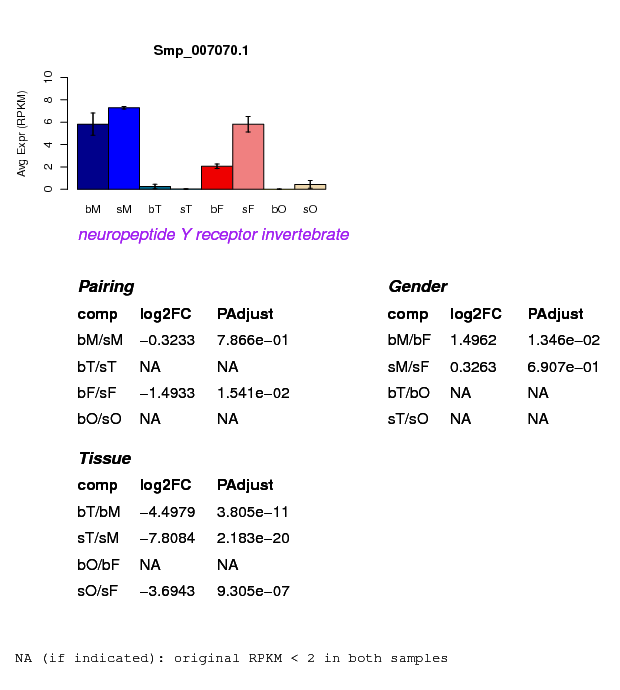 Smp_007070.1
Avg Expr (RPKM)
0 2 4 6 8 10
bM sM bT sT bF sF bO sO
neuropeptide Y receptor invertebrate
Pairing
comp log2FC PAdjust
bM/sM −0.3233 7.866e−01
bT/sT NA NA
bF/sF −1.4933 1.541e−02
bO/sO NA NA
Gender
comp log2FC PAdjust
bM/bF 1.4962 1.346e−02
sM/sF 0.3263 6.907e−01
bT/bO NA NA
sT/sO NA NA
Tissue
comp log2FC PAdjust
bT/bM −4.4979 3.805e−11
sT/sM −7.8084 2.183e−20
bO/bF NA NA
sO/sF −3.6943 9.305e−07
NA (if indicated): original RPKM < 2 in both samples